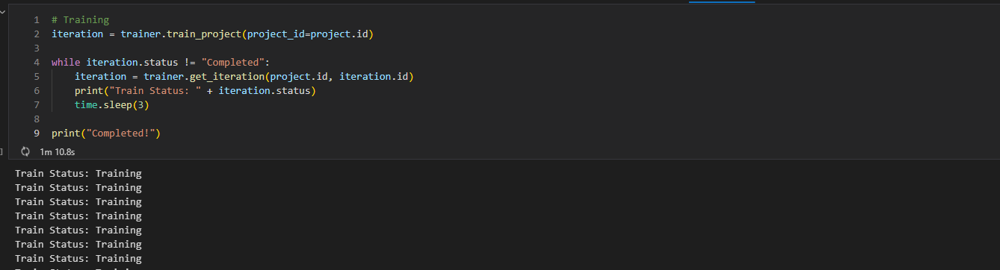 1 # Training
2 iteration = trainer.train_project(project_id=project.id)
3
4 while iteration.status != "Completed":
5     iteration = trainer.get_iteration(project.id, iteration.id)
6     print("Train Status: " + iteration.status)
7     time.sleep(3)
8
9 print("Completed!")
] 1m 10.8s
Train Status: Training
Train Status: Training
Train Status: Training
Train Status: Training
Train Status: Training
Train Status: Training
Train Status: Training
Train Status: Training